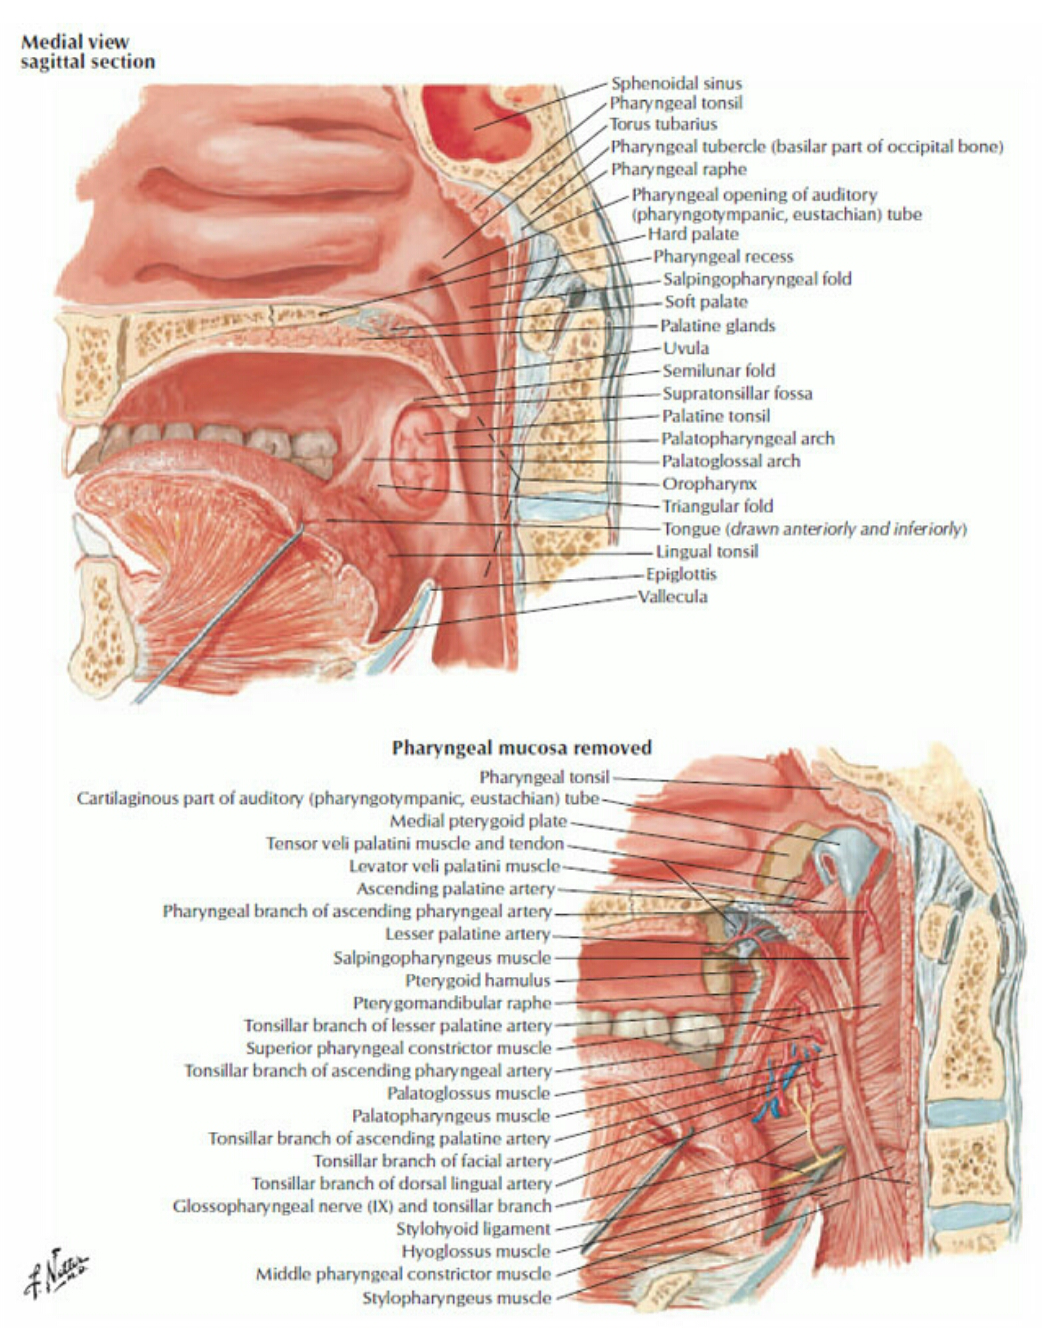 Medial view
sagittal section
Sphenoidal sinus
Pharyngeal tonsil
Torus tubarius
Pharyngeal tubercle (basilar part of occipital bone)
Pharyngeal raphe
Pharyngeal opening of auditory
(pharyngotympanic, eustachian) tube
Hard palate
Pharyngeal recess
Salpingopharyngeal fold
Soft palate
Palatine glands
Uvula
Semilunar fold
Supratonsillar fossa
Palatine tonsil
Palatopharyngeal arch
Palatoglossal arch
Oropharynx
Triangular fold
Tongue (drawn anteriorly and inferiorly)
Lingual tonsil
Epiglottis
Vallecula
Pharyngeal mucosa removed
Pharyngeal tonsil
Cartilaginous part of auditory (pharyngotympanic, eustachian) tube
Medial pterygoid plate
Tensor veli palatini muscle and tendon
Levator veli palatini muscle
Ascending palatine artery
Pharyngeal branch of ascending pharyngeal artery
Lesser palatine artery
Salpingopharyngeus muscle
Pterygoid hamulus
Pterygomandibular raphe
Tonsillar branch of lesser palatine artery
Superior pharyngeal constrictor muscle
Tonsillar branch of ascending pharyngeal artery
Palatoglossus muscle
Palatopharyngeus muscle
Tonsillar branch of ascending palatine artery
Tonsillar branch of facial artery
Tonsillar branch of dorsal lingual artery
Glossopharyngeal nerve (IX) and tonsillar branch
Stylohyoid ligament
Hyoglossus muscle
Middle pharyngeal constrictor muscle
Stylopharyngeus muscle
F. Netter
M.D.